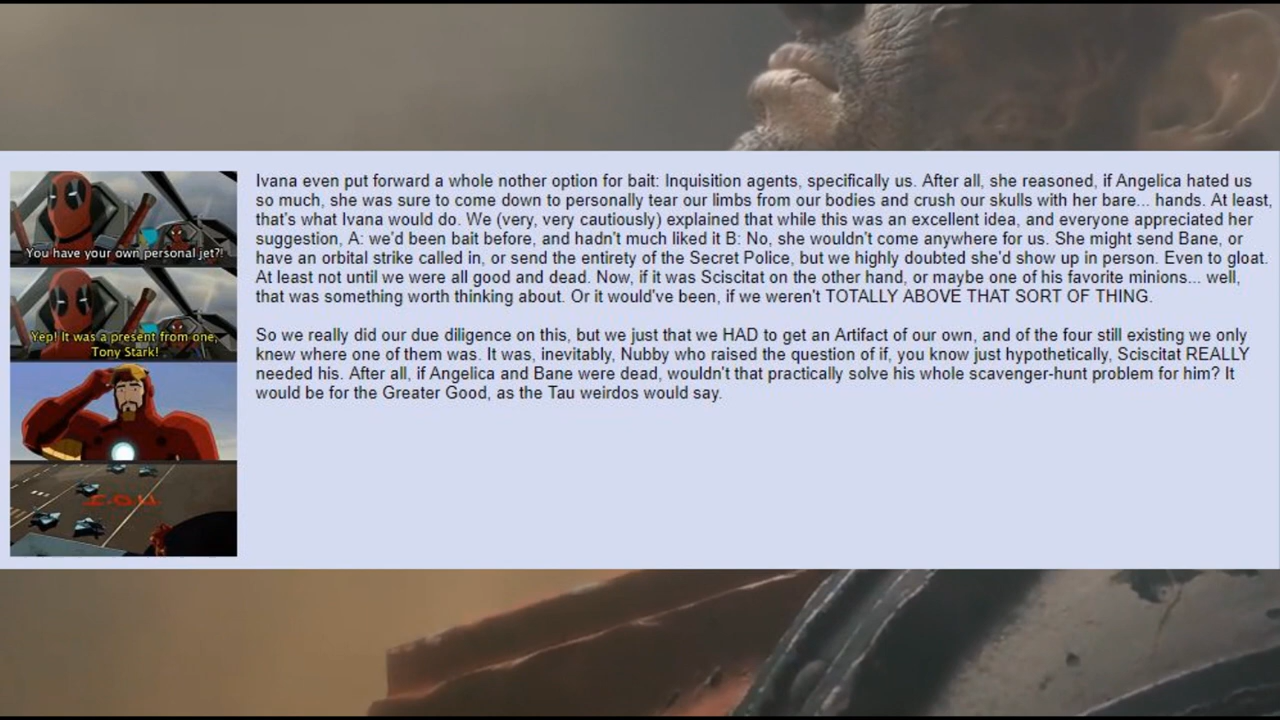 You have your own personal jet?!
Yep! It was a present from one,
Tony Stark!
I.O.U.
Ivana even put forward a whole nother option for bait: Inquisition agents, specifically us. After all, she reasoned, if Angelica hated us
so much, she was sure to come down to personally tear our limbs from our bodies and crush our skulls with her bare... hands. At least,
that's what Ivana would do. We (very, very cautiously) explained that while this was an excellent idea, and everyone appreciated her
suggestion, A: we'd been bait before, and hadn't much liked it B: No, she wouldn't come anywhere for us. She might send Bane, or
have an orbital strike called in, or send the entirety of the Secret Police, but we highly doubted she'd show up in person. Even to gloat.
At least not until we were all good and dead. Now, if it was Sciscitat on the other hand, or maybe one of his favorite minions... well,
that was something worth thinking about. Or it would've been, if we weren't TOTALLY ABOVE THAT SORT OF THING.
So we really did our due diligence on this, but we just that we HAD to get an Artifact of our own, and of the four still existing we only
knew where one of them was. It was, inevitably, Nubby who raised the question of if, you know just hypothetically, Sciscitat REALLY
needed his. After all, if Angelica and Bane were dead, wouldn't that practically solve his whole scavenger-hunt problem for him? It
would be for the Greater Good, as the Tau weirdos would say.